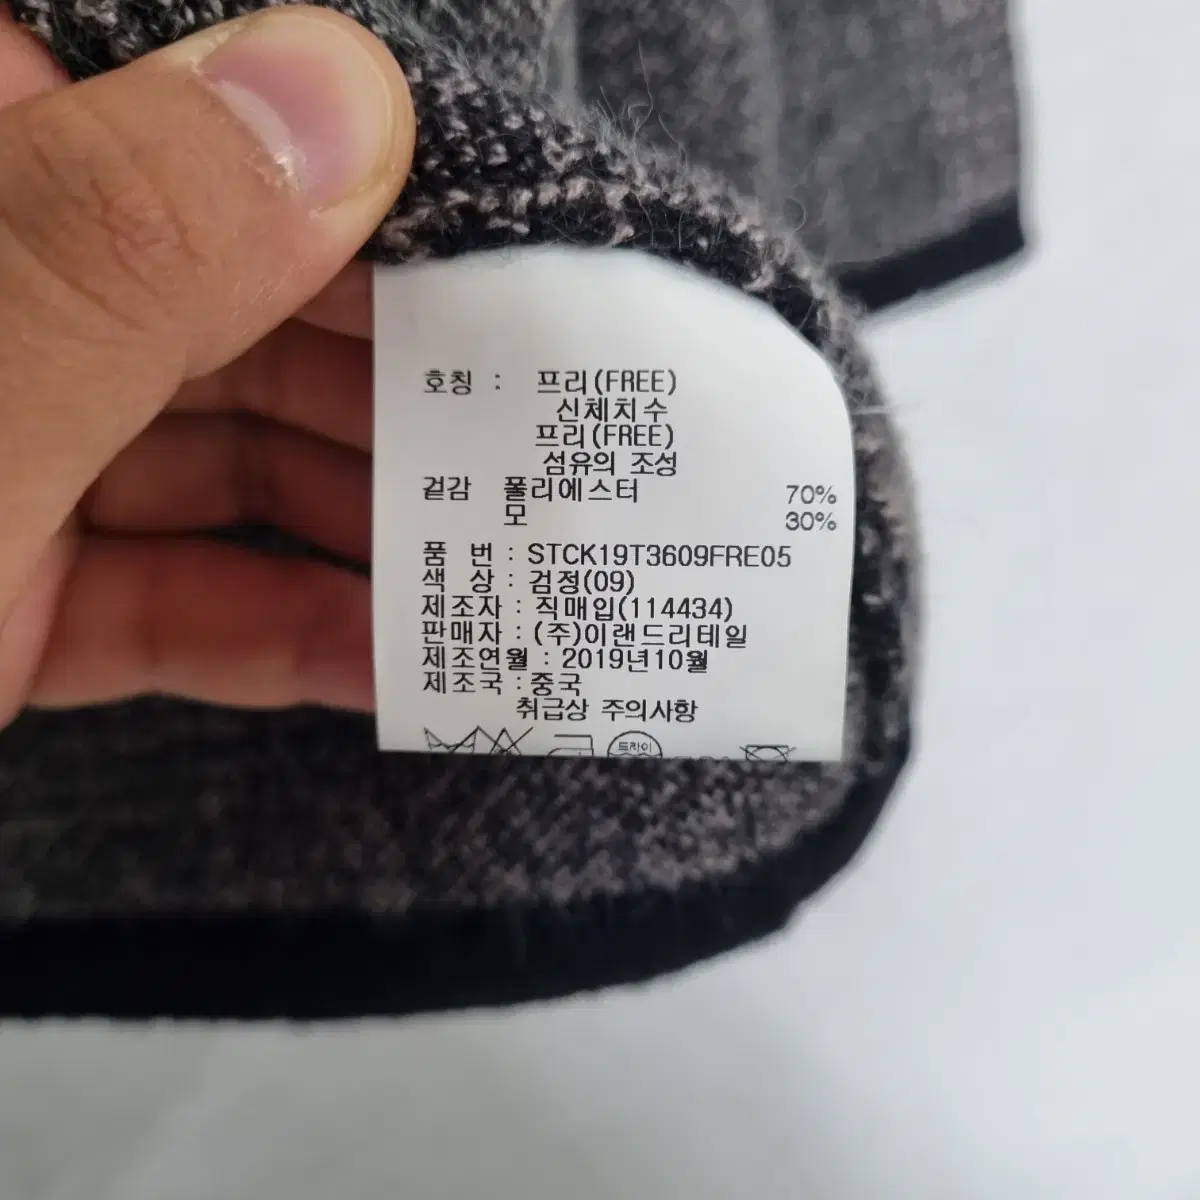 호칭 : 프리(FREE)
신체치수
프리(FREE)
섬유의 조성
겉감 폴리에스터 70%
모 30%
품 번 : STCK19T3609FRE05
색 상 : 검정(09)
제조자 : 직매입(114434)
판매자 : (주)이랜드리테일
제조연월 : 2019년10월
제조국 : 중국
취급상 주의사항
드라이